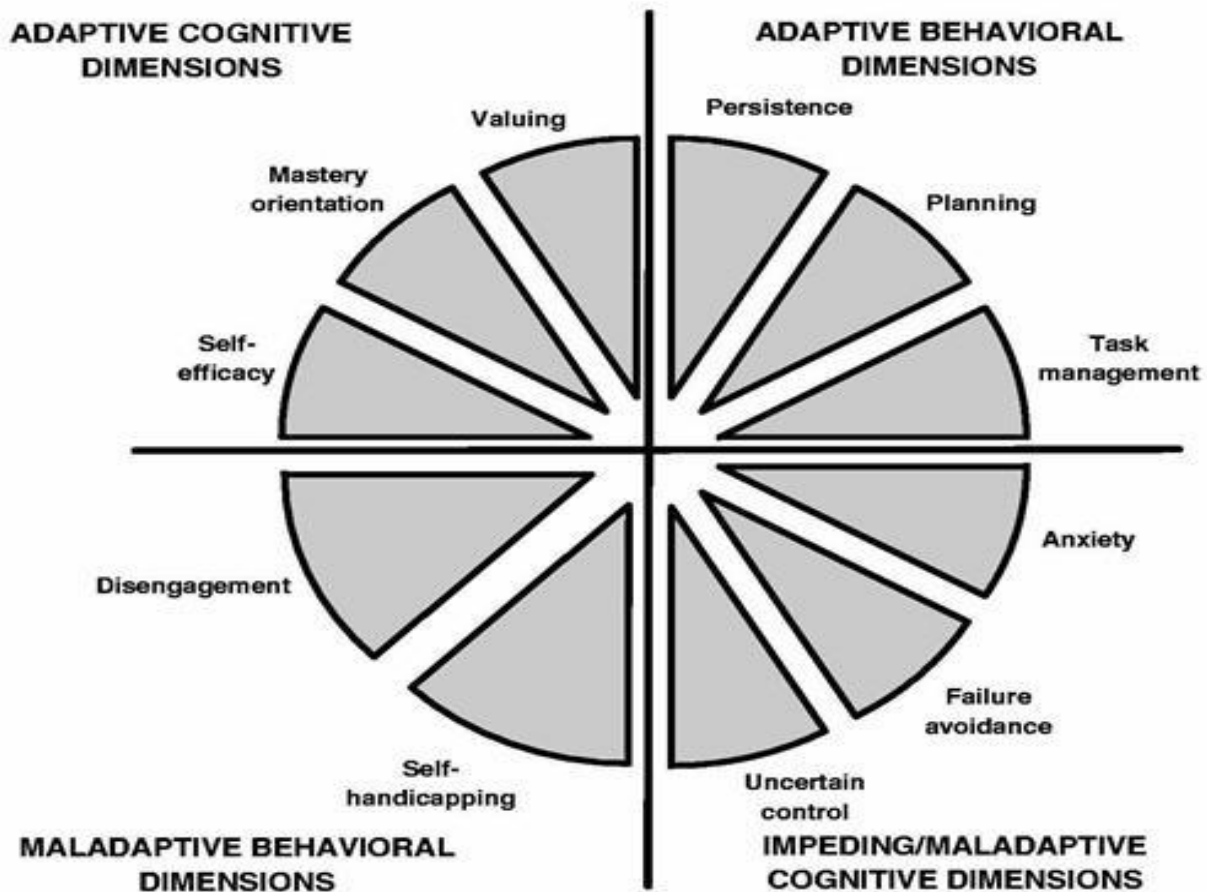 ADAPTIVE COGNITIVE
DIMENSIONS
ADAPTIVE BEHAVIORAL
DIMENSIONS
Valuing
Persistence
Mastery
orientation
Planning
Self-
efficacy
Task
management
Disengagement
Anxiety
Self-
handicapping
Failure
avoidance
Uncertain
control
MALADAPTIVE BEHAVIORAL
DIMENSIONS
IMPEDING/MALADAPTIVE
COGNITIVE DIMENSIONS